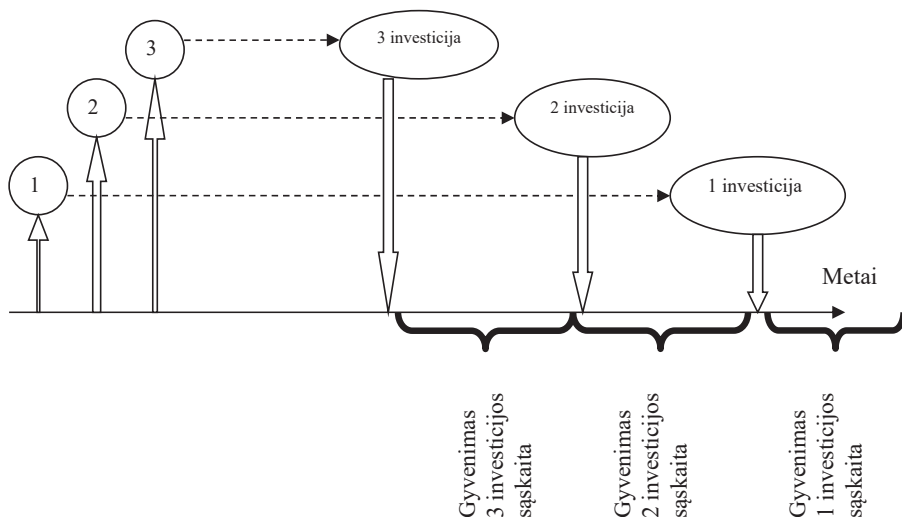 3
3 investicija
2
2 investicija
1
1 investicija
Metai
Gyvenimas
3 investicijos
sąskaita
Gyvenimas
2 investicijos
sąskaita
Gyvenimas
1 investicijos
sąskaita